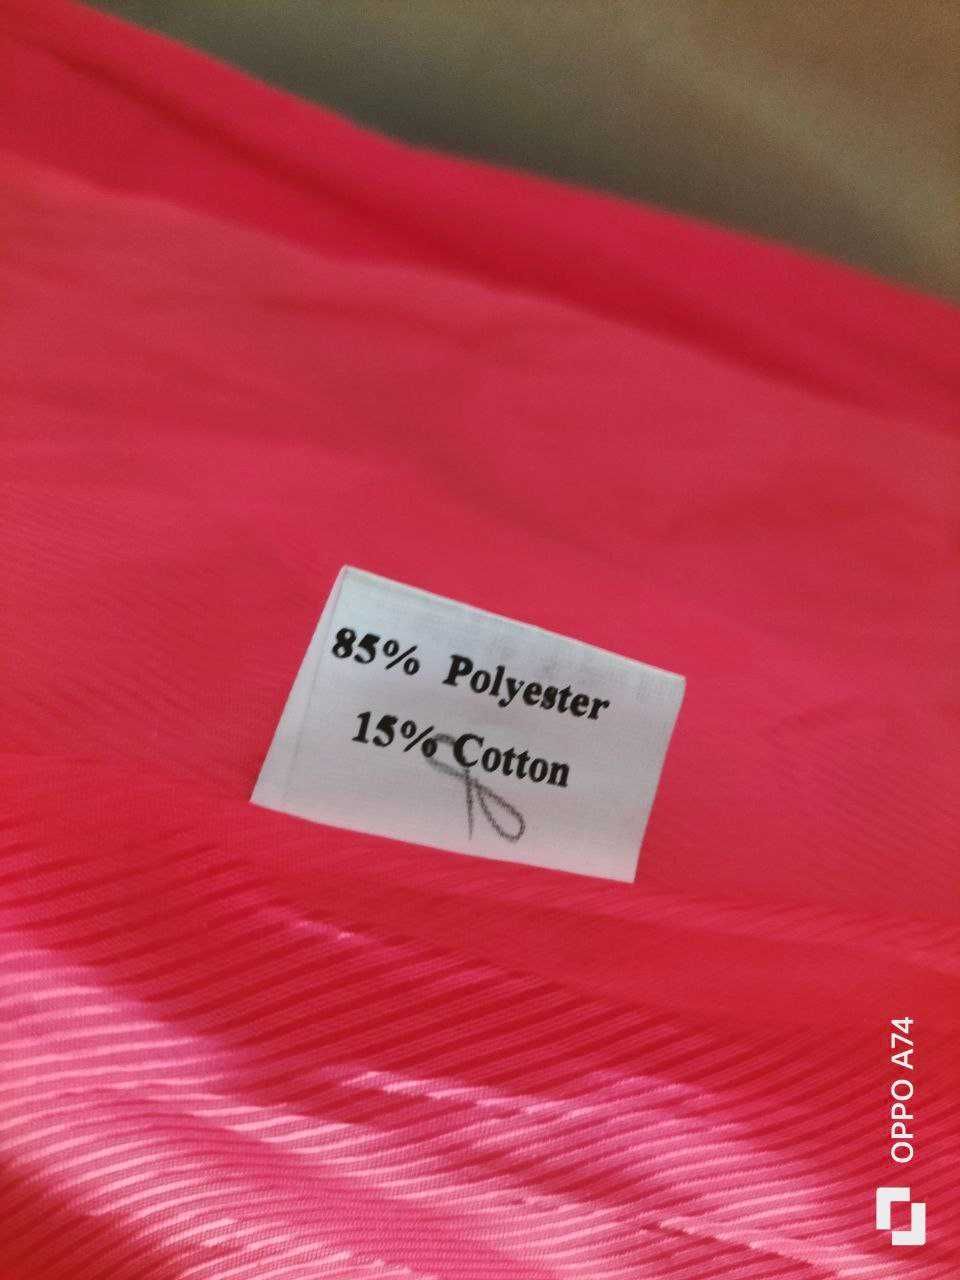 85% Polyester
15% Cotton
OPPO A74